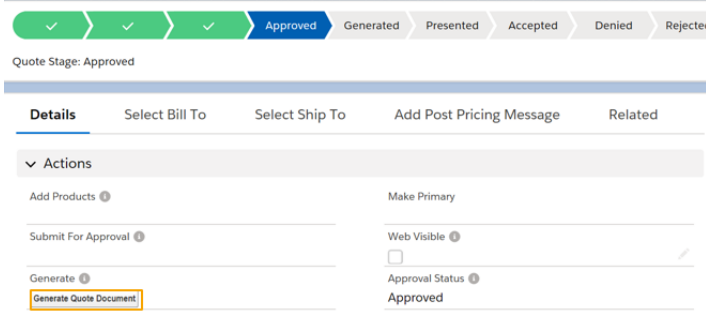 Approved Generated Presented Accepted Denied Rejected
Quote Stage: Approved
Details Select Bill To Select Ship To Add Post Pricing Message Related
Actions
Add Products Make Primary
Submit For Approval Web Visible
Generate Approval Status
Generate Quote Document Approved